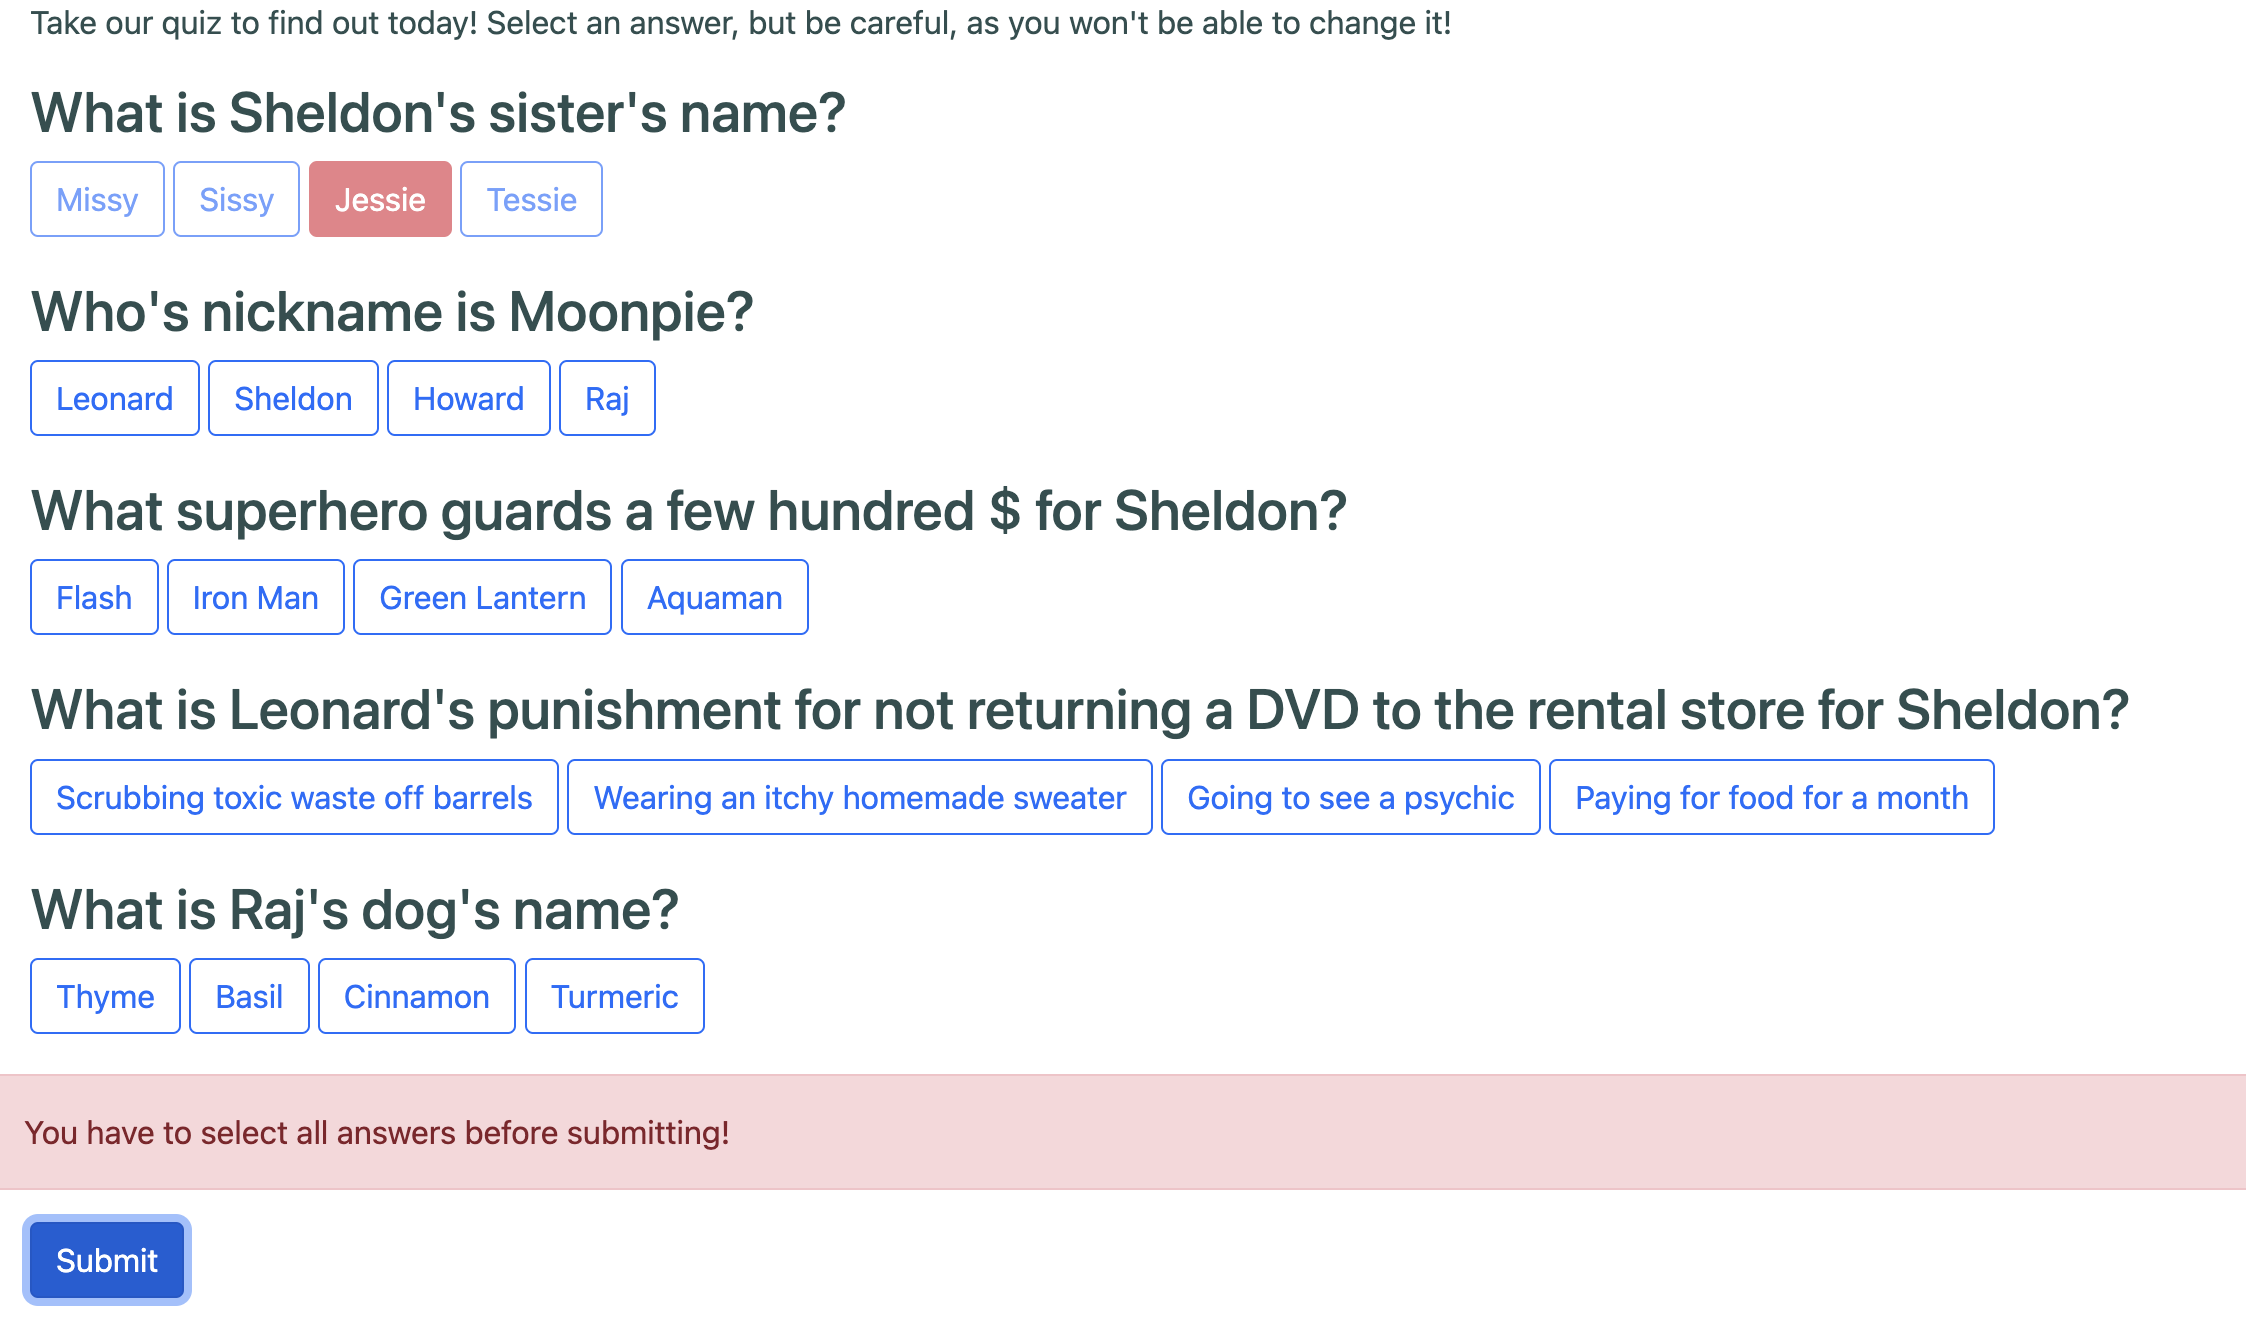 Take our quiz to find out today! Select an answer, but be careful, as you won't be able to change it!
What is Sheldon's sister's name?
Missy Sissy Jessie Tessie
Who's nickname is Moonpie?
Leonard Sheldon Howard Raj
What superhero guards a few hundred $ for Sheldon?
Flash Iron Man Green Lantern Aquaman
What is Leonard's punishment for not returning a DVD to the rental store for Sheldon?
Scrubbing toxic waste off barrels Wearing an itchy homemade sweater Going to see a psychic Paying for food for a month
What is Raj's dog's name?
Thyme Basil Cinnamon Turmeric
You have to select all answers before submitting!
Submit